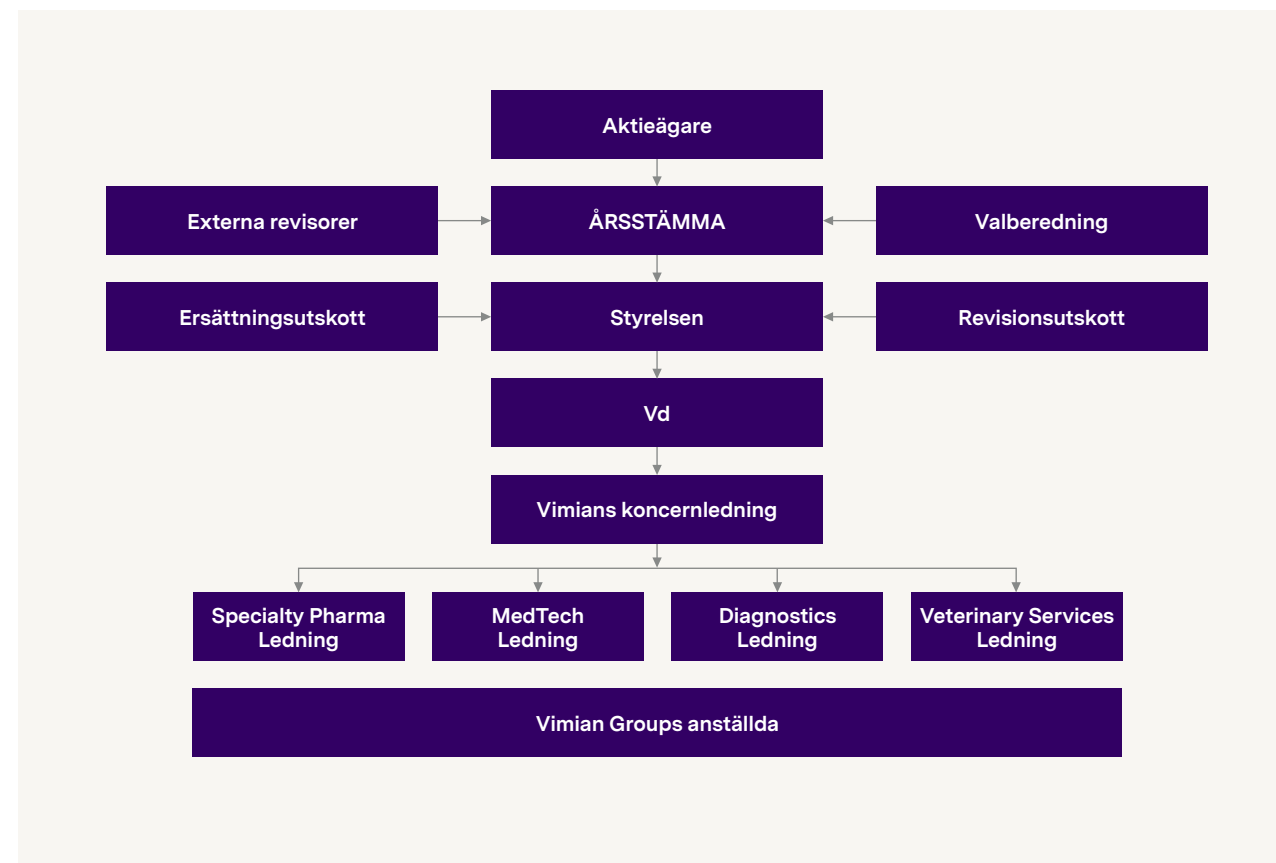 Aktieägare
Externa revisorer
ÅRSSTÄMMA
Valberedning
Ersättningsutskott
Styrelsen
Revisionsutskott
Vd
Vimians koncernledning
Specialty Pharma
Ledning
MedTech
Ledning
Diagnostics
Ledning
Veterinary Services
Ledning
Vimian Groups anställda